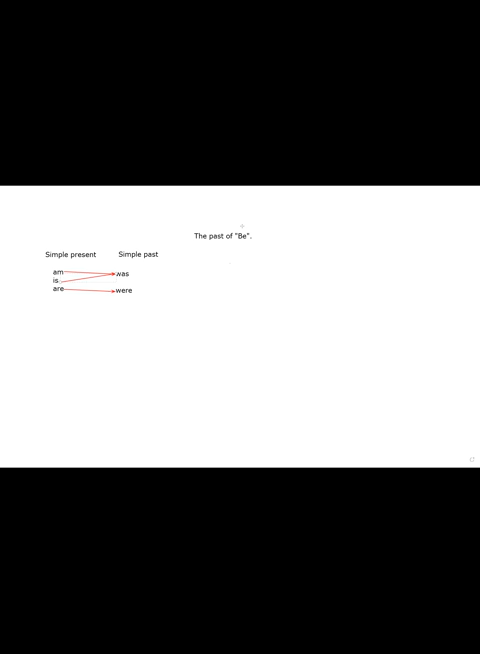 The past of "Be".
Simple present Simple past
am was
is
are were